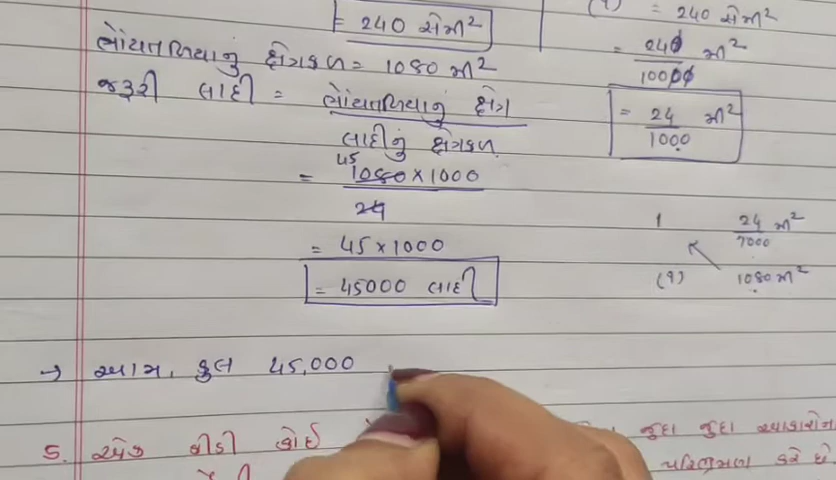 = 240 સેમી²
ભોંયતળિયાનું ક્ષેત્રફળ = 1080 મી²
જરૂરી લાદી = ભોંયતળિયાનું ક્ષેત્ર
લાદીનું ક્ષેત્રફળ
45
= 1080 × 1000
24
= 45 × 1000
= 45000 લાદી
→ આમ, કુલ 45,000
5.
જુદા જુદા આકારોના
પરિભ્રમણ કરે છે
(૧) = 240 સેમી²
= 240 મી²
10000
= 24 મી²
1000
1 24 મી²
1000
(?) 1080 મી²